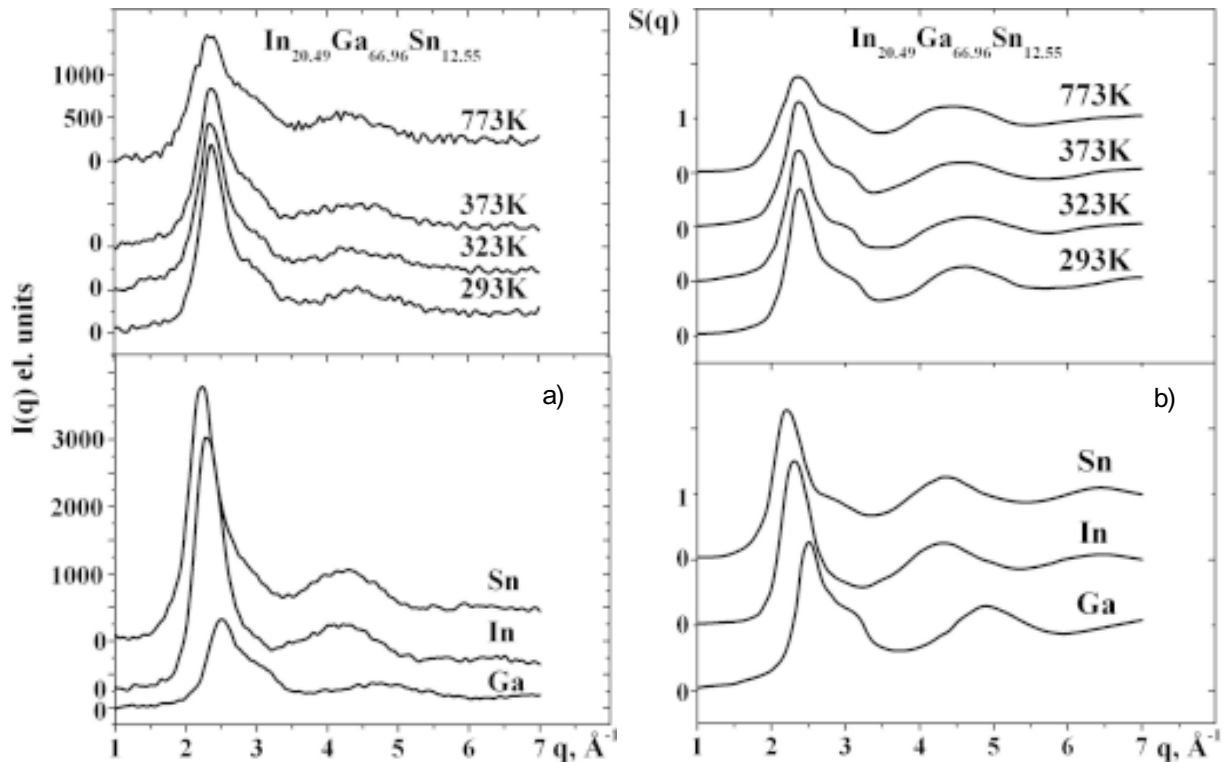 In20.49Ga66.96Sn12.55
1000
500
0
773K
0
373K
0
323K
0
293K
I(q) el. units
a)
3000
2000
1000
0
Sn
0
In
0
Ga
1 2 3 4 5 6 7 q, Å-1
S(q)
In20.49Ga66.96Sn12.55
1
773K
0
373K
0
323K
0
293K
0
b)
1
Sn
0
In
0
Ga
0
1 2 3 4 5 6 7 q, Å-1